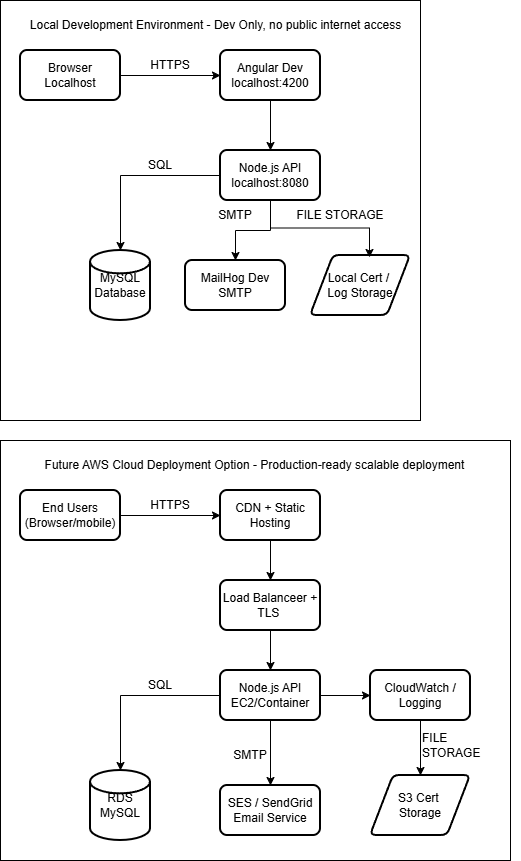 Local Development Environment - Dev Only, no public internet access
Browser
Localhost
HTTPS
Angular Dev
localhost:4200
Node.js API
localhost:8080
SQL
SMTP
FILE STORAGE
MySQL
Database
MailHog Dev
SMTP
Local Cert /
Log Storage
Future AWS Cloud Deployment Option - Production-ready scalable deployment
End Users
(Browser/mobile)
HTTPS
CDN + Static
Hosting
Load Balanceer +
TLS
SQL
Node.js API
EC2/Container
CloudWatch /
Logging
SMTP
FILE
STORAGE
RDS
MySQL
SES / SendGrid
Email Service
S3 Cert
Storage